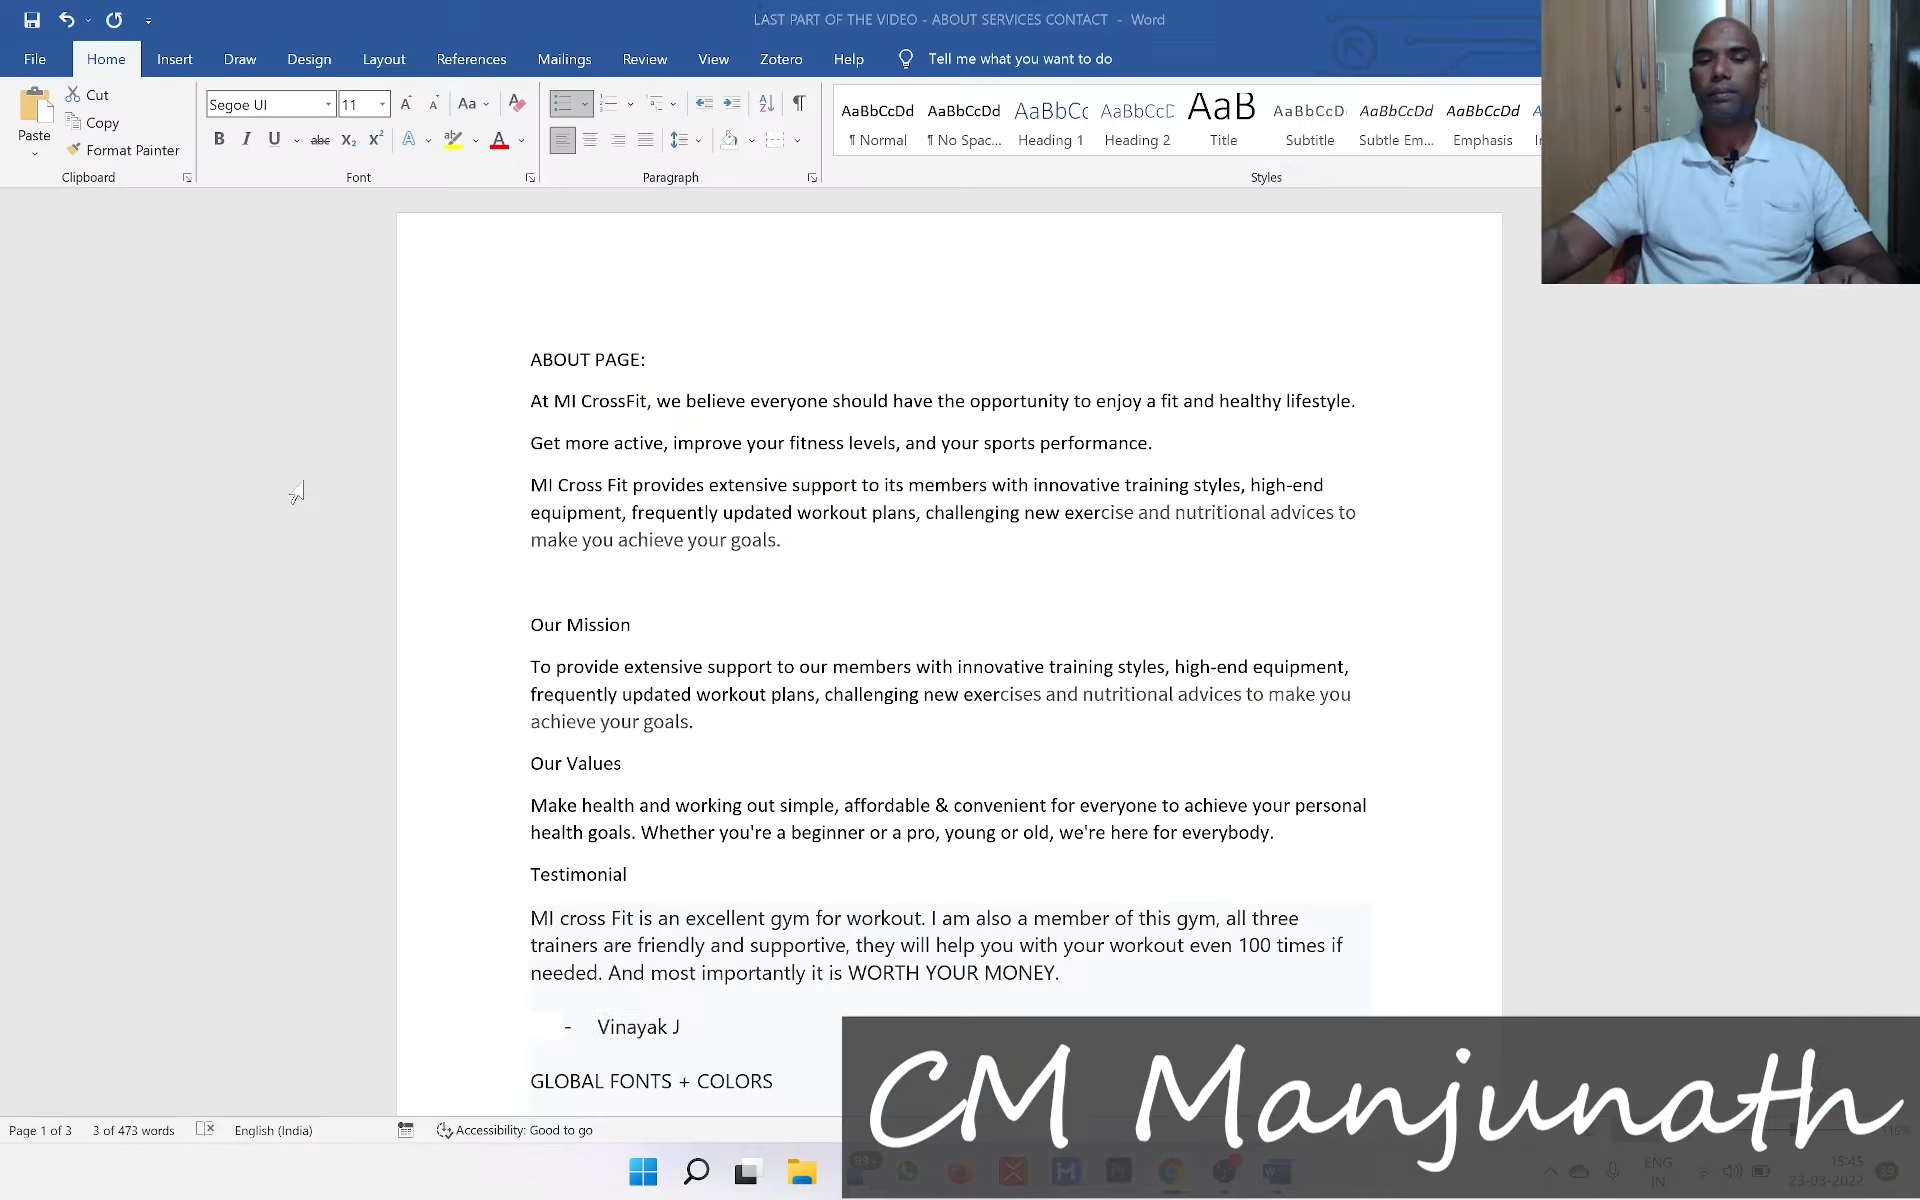 LAST PART OF THE VIDEO - ABOUT SERVICES CONTACT - Word
File Home Insert Draw Design Layout References Mailings Review View Zotero Help Tell me what you want to do
Paste
Cut
Copy
Format Painter
Clipboard
Segoe UI 11
Font
Paragraph
AaBbCcDd AaBbCcDd AaBbCc AaBbCcD AaB AaBbCcD AaBbCcDd AaBbCcDd
¶ Normal ¶ No Spac... Heading 1 Heading 2 Title Subtitle Subtle Em... Emphasis
Styles
ABOUT PAGE:
At MI CrossFit, we believe everyone should have the opportunity to enjoy a fit and healthy lifestyle.
Get more active, improve your fitness levels, and your sports performance.
MI Cross Fit provides extensive support to its members with innovative training styles, high-end
equipment, frequently updated workout plans, challenging new exercise and nutritional advices to
make you achieve your goals.
Our Mission
To provide extensive support to our members with innovative training styles, high-end equipment,
frequently updated workout plans, challenging new exercises and nutritional advices to make you
achieve your goals.
Our Values
Make health and working out simple, affordable & convenient for everyone to achieve your personal
health goals. Whether you're a beginner or a pro, young or old, we're here for everybody.
Testimonial
MI cross Fit is an excellent gym for workout. I am also a member of this gym, all three
trainers are friendly and supportive, they will help you with your workout even 100 times if
needed. And most importantly it is WORTH YOUR MONEY.
- Vinayak J
GLOBAL FONTS + COLORS
CM Manjunath
Page 1 of 3 3 of 473 words English (India) Accessibility: Good to go 116%
99+
ENG
IN
15:45
23-03-2022